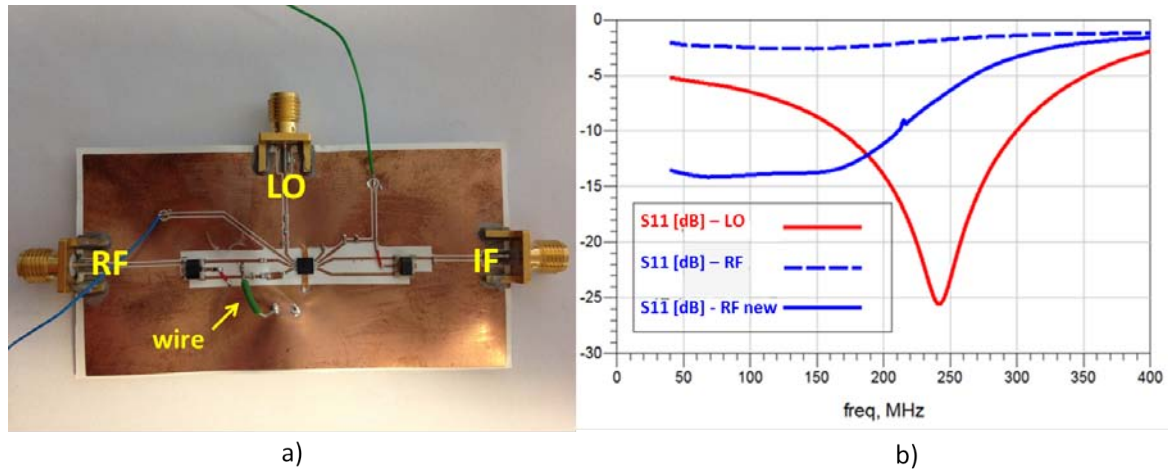 LO
RF
IF
wire
a)
0
-5
-10
-15
-20
-25
-30
0 50 100 150 200 250 300 350 400
freq, MHz
S11 [dB] – LO
S11 [dB] – RF
S11 [dB] - RF new
b)